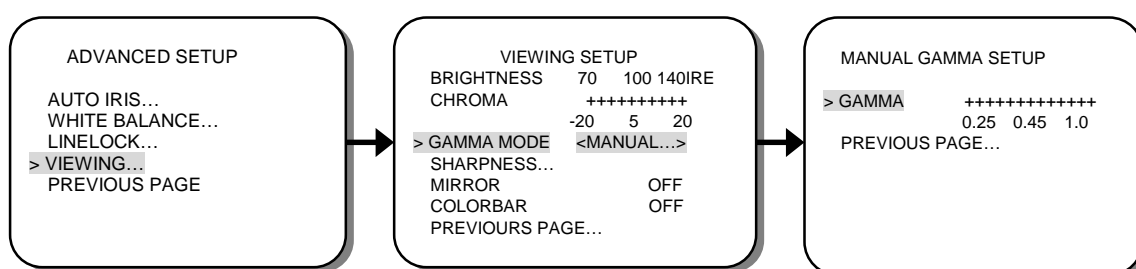 ADVANCED SETUP
AUTO IRIS…
WHITE BALANCE…
LINELOCK…
> VIEWING…
PREVIOUS PAGE
VIEWING SETUP
BRIGHTNESS 70 100 140IRE
CHROMA ++++++++++
-20 5 20
> GAMMA MODE <MANUAL…>
SHARPNESS…
MIRROR OFF
COLORBAR OFF
PREVIOURS PAGE…
MANUAL GAMMA SETUP
> GAMMA +++++++++++++
0.25 0.45 1.0
PREVIOUS PAGE…